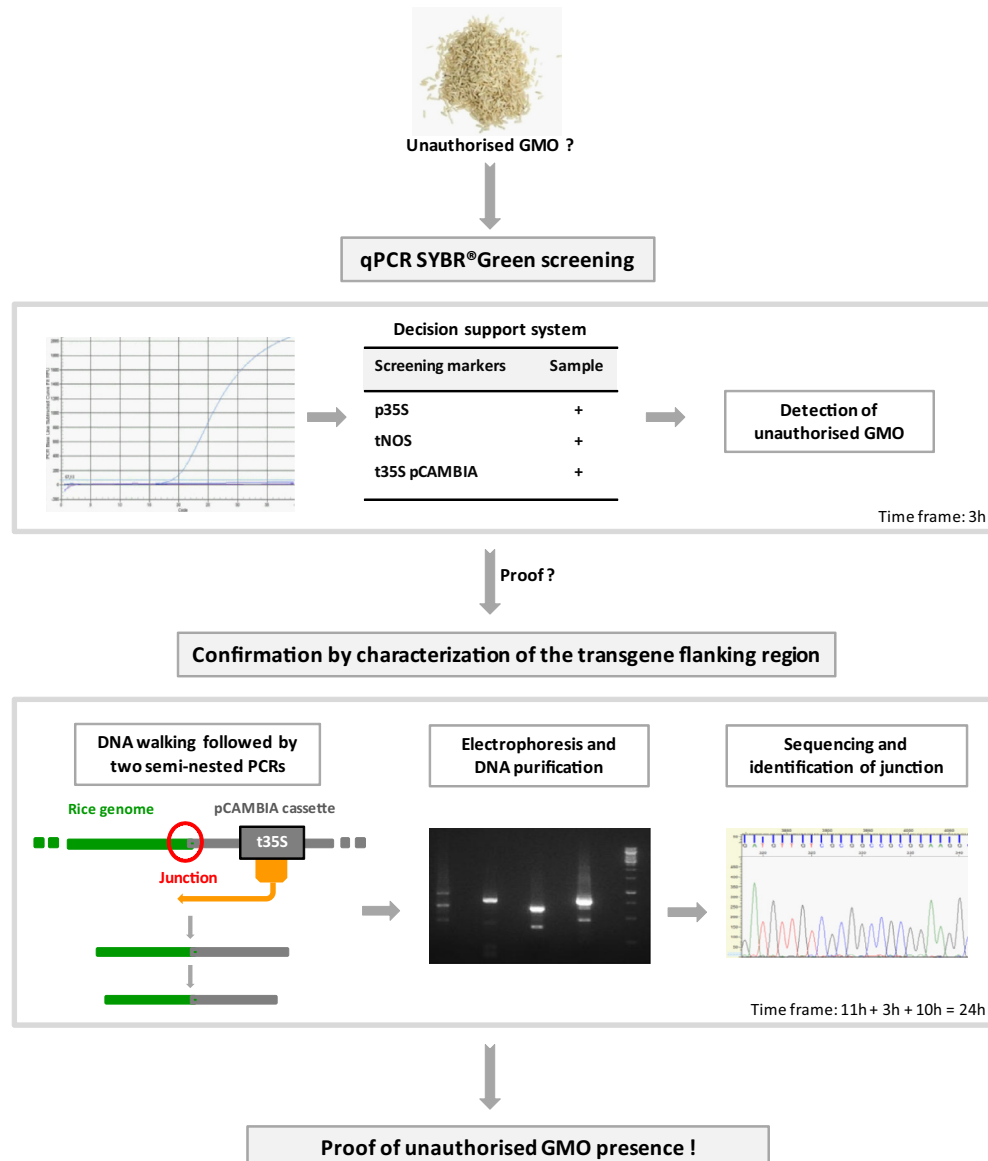 Unauthorised GMO ?
qPCR SYBR®Green screening
Decision support system
Screening markers Sample
p35S +
tNOS +
t35S pCAMBIA +
Detection of
unauthorised GMO
Time frame: 3h
Proof ?
Confirmation by characterization of the transgene flanking region
DNA walking followed by
two semi-nested PCRs
Rice genome
pCAMBIA cassette
t35S
Junction
Electrophoresis and
DNA purification
Sequencing and
identification of junction
Time frame: 11h + 3h + 10h = 24h
Proof of unauthorised GMO presence !